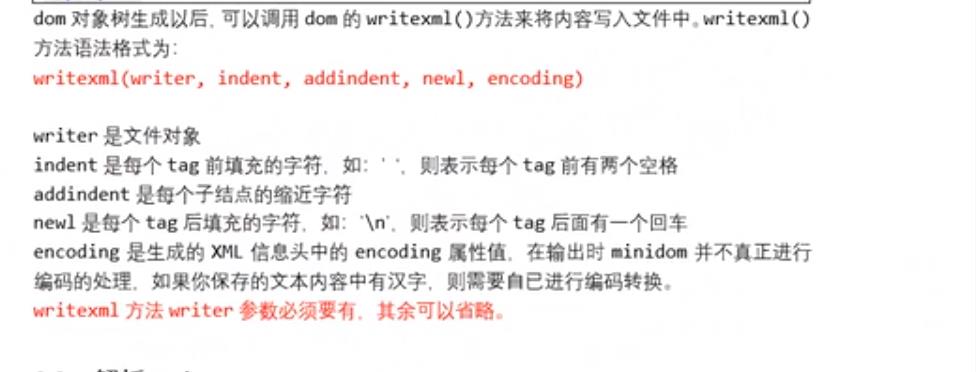 dom 对象树生成以后, 可以调用 dom 的 writexml()方法来将内容写入文件中。writexml()
方法语法格式为:
writexml(writer, indent, addindent, newl, encoding)
writer 是文件对象
indent 是每个 tag 前填充的字符, 如: ' ', 则表示每个 tag 前有两个空格
addindent 是每个子结点的缩近字符
newl 是每个 tag 后填充的字符, 如: '\n', 则表示每个 tag 后面有一个回车
encoding 是生成的 XML 信息头中的 encoding 属性值, 在输出时 minidom 并不真正进行
编码的处理, 如果你保存的文本内容中有汉字, 则需要自已进行编码转换。
writexml 方法 writer 参数必须要有, 其余可以省略。